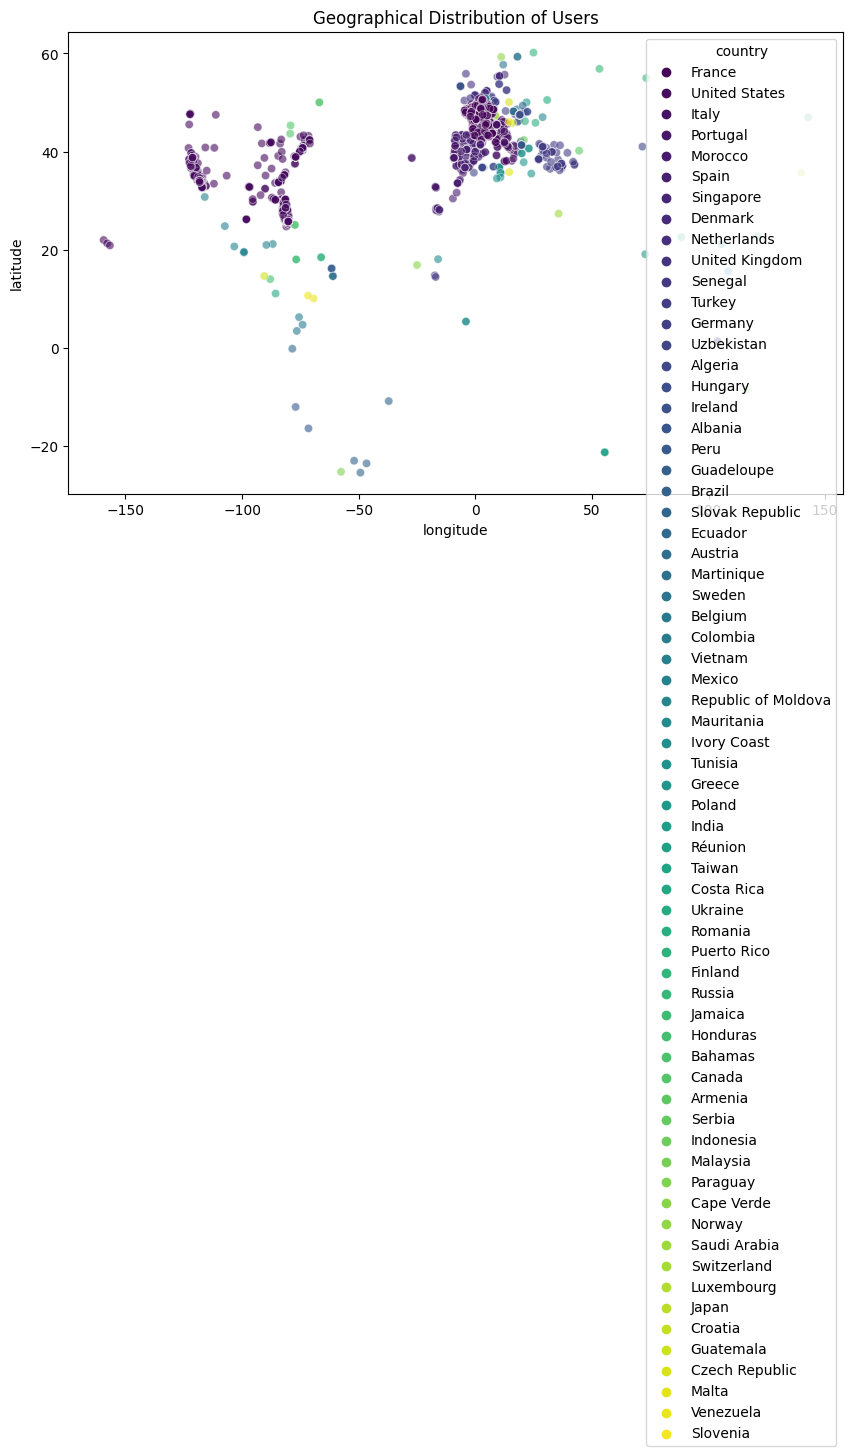 Geographical Distribution of Users
latitude
60
40
20
0
−20
−150
−100
−50
0
50
150
longitude
country
France
United States
Italy
Portugal
Morocco
Spain
Singapore
Denmark
Netherlands
United Kingdom
Senegal
Turkey
Germany
Uzbekistan
Algeria
Hungary
Ireland
Albania
Peru
Guadeloupe
Brazil
Slovak Republic
Ecuador
Austria
Martinique
Sweden
Belgium
Colombia
Vietnam
Mexico
Republic of Moldova
Mauritania
Ivory Coast
Tunisia
Greece
Poland
India
Réunion
Taiwan
Costa Rica
Ukraine
Romania
Puerto Rico
Finland
Russia
Jamaica
Honduras
Bahamas
Canada
Armenia
Serbia
Indonesia
Malaysia
Paraguay
Cape Verde
Norway
Saudi Arabia
Switzerland
Luxembourg
Japan
Croatia
Guatemala
Czech Republic
Malta
Venezuela
Slovenia